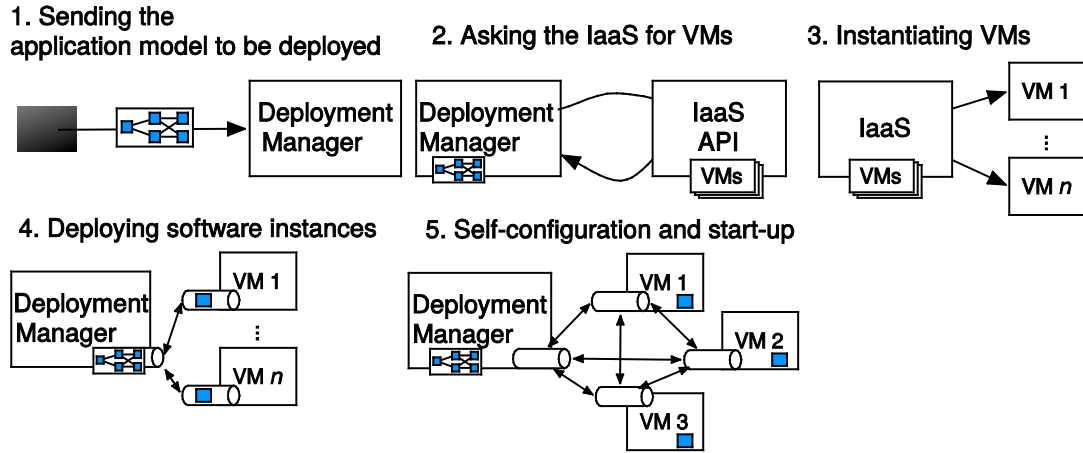 1. Sending the
application model to be deployed
Deployment
Manager
2. Asking the IaaS for VMs
Deployment
Manager
IaaS
API
VMs
3. Instantiating VMs
IaaS
VMs
VM 1
...
VM n
4. Deploying software instances
Deployment
Manager
VM 1
...
VM n
5. Self-configuration and start-up
Deployment
Manager
VM 1
VM 2
VM 3